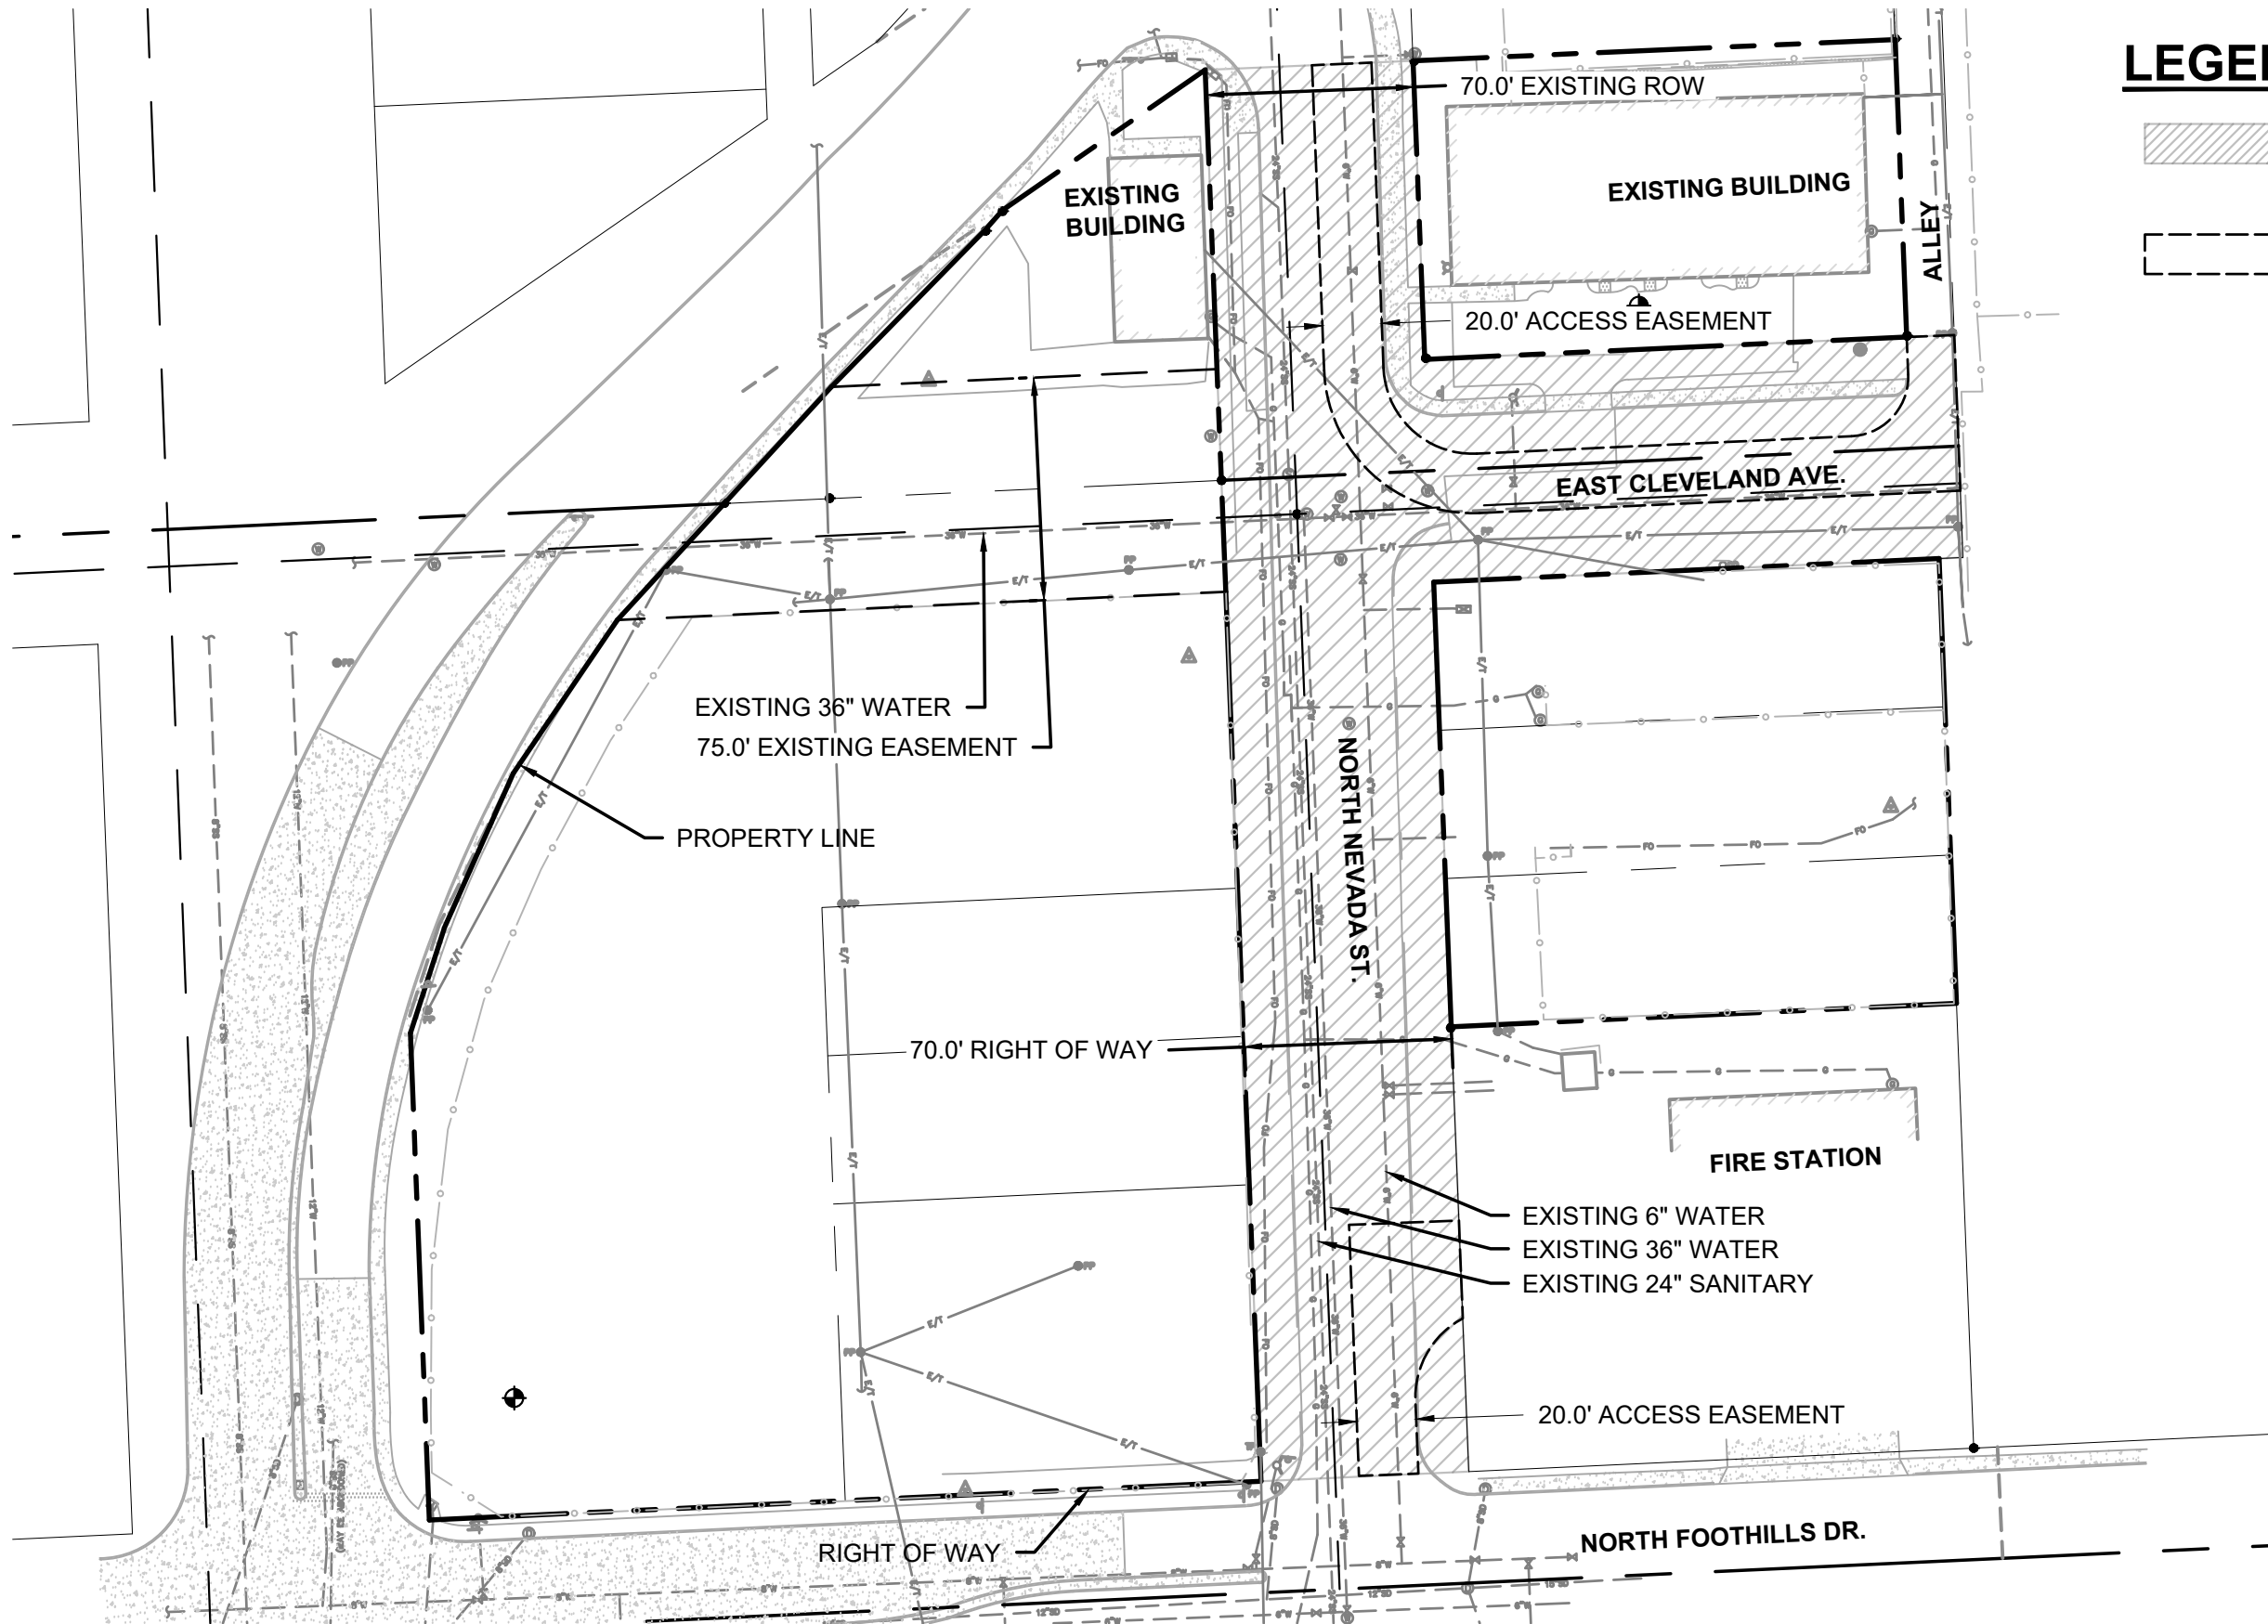 LEGE
70.0' EXISTING ROW
EXISTING BUILDING
EXISTING
BUILDING
ALLEY
20.0' ACCESS EASEMENT
EAST CLEVELAND AVE.
EXISTING 36" WATER
75.0' EXISTING EASEMENT
NORTH NEVADA ST.
PROPERTY LINE
70.0' RIGHT OF WAY
FIRE STATION
EXISTING 6" WATER
EXISTING 36" WATER
EXISTING 24" SANITARY
20.0' ACCESS EASEMENT
NORTH FOOTHILLS DR.
RIGHT OF WAY